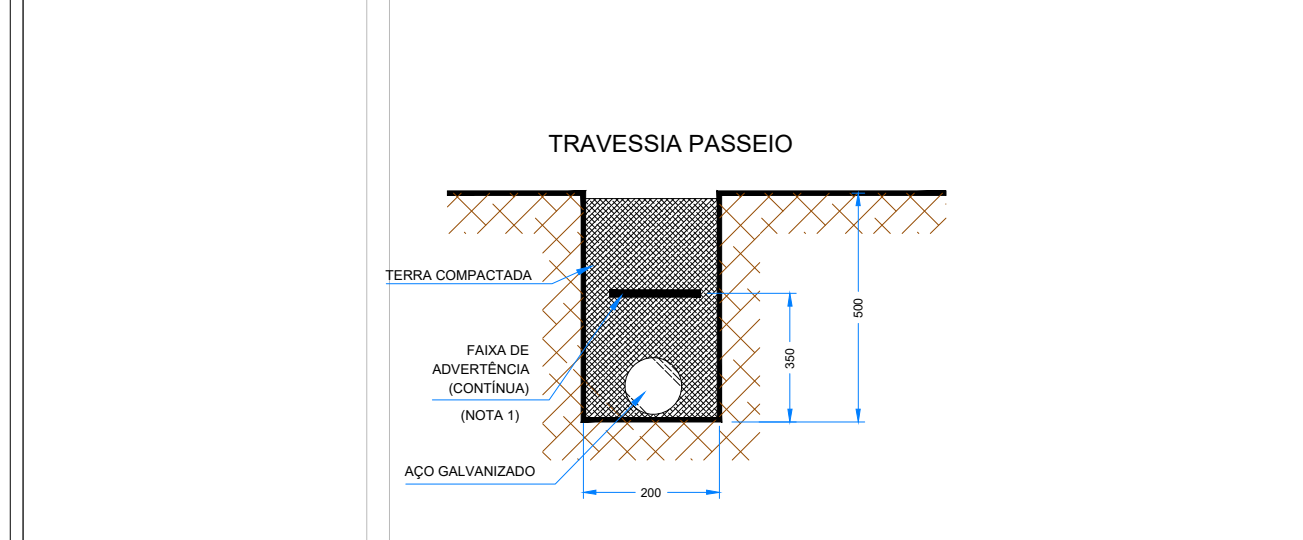 TRAVESSIA PASSEIO
TERRA COMPACTADA
FAIXA DE
ADVERTÊNCIA
(CONTÍNUA)
(NOTA 1)
AÇO GALVANIZADO
200
350
500